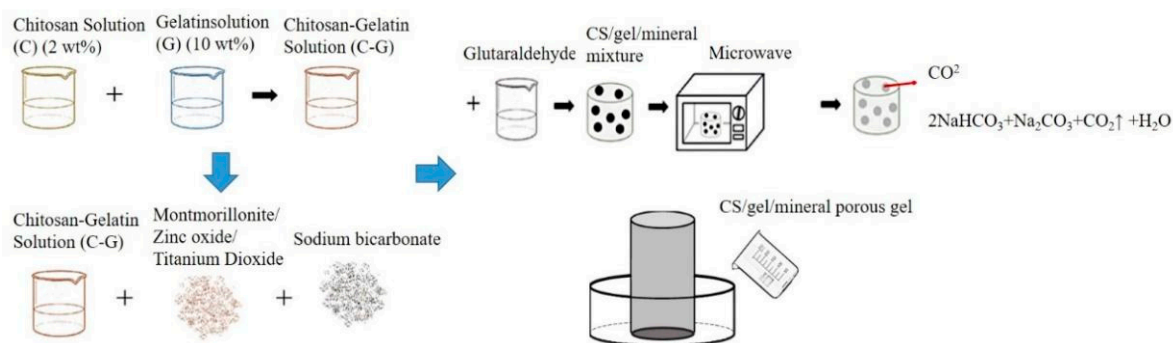 Chitosan Solution
(C) (2 wt%)
Gelatinsolution
(G) (10 wt%)
Chitosan-Gelatin
Solution (C-G)
Chitosan-Gelatin
Solution (C-G)
Montmorillonite/
Zinc oxide/
Titanium Dioxide
Sodium bicarbonate
Glutaraldehyde
CS/gel/mineral
mixture
Microwave
CO²
2NaHCO₃+Na₂CO₃+CO₂↑ +H₂O
CS/gel/mineral porous gel